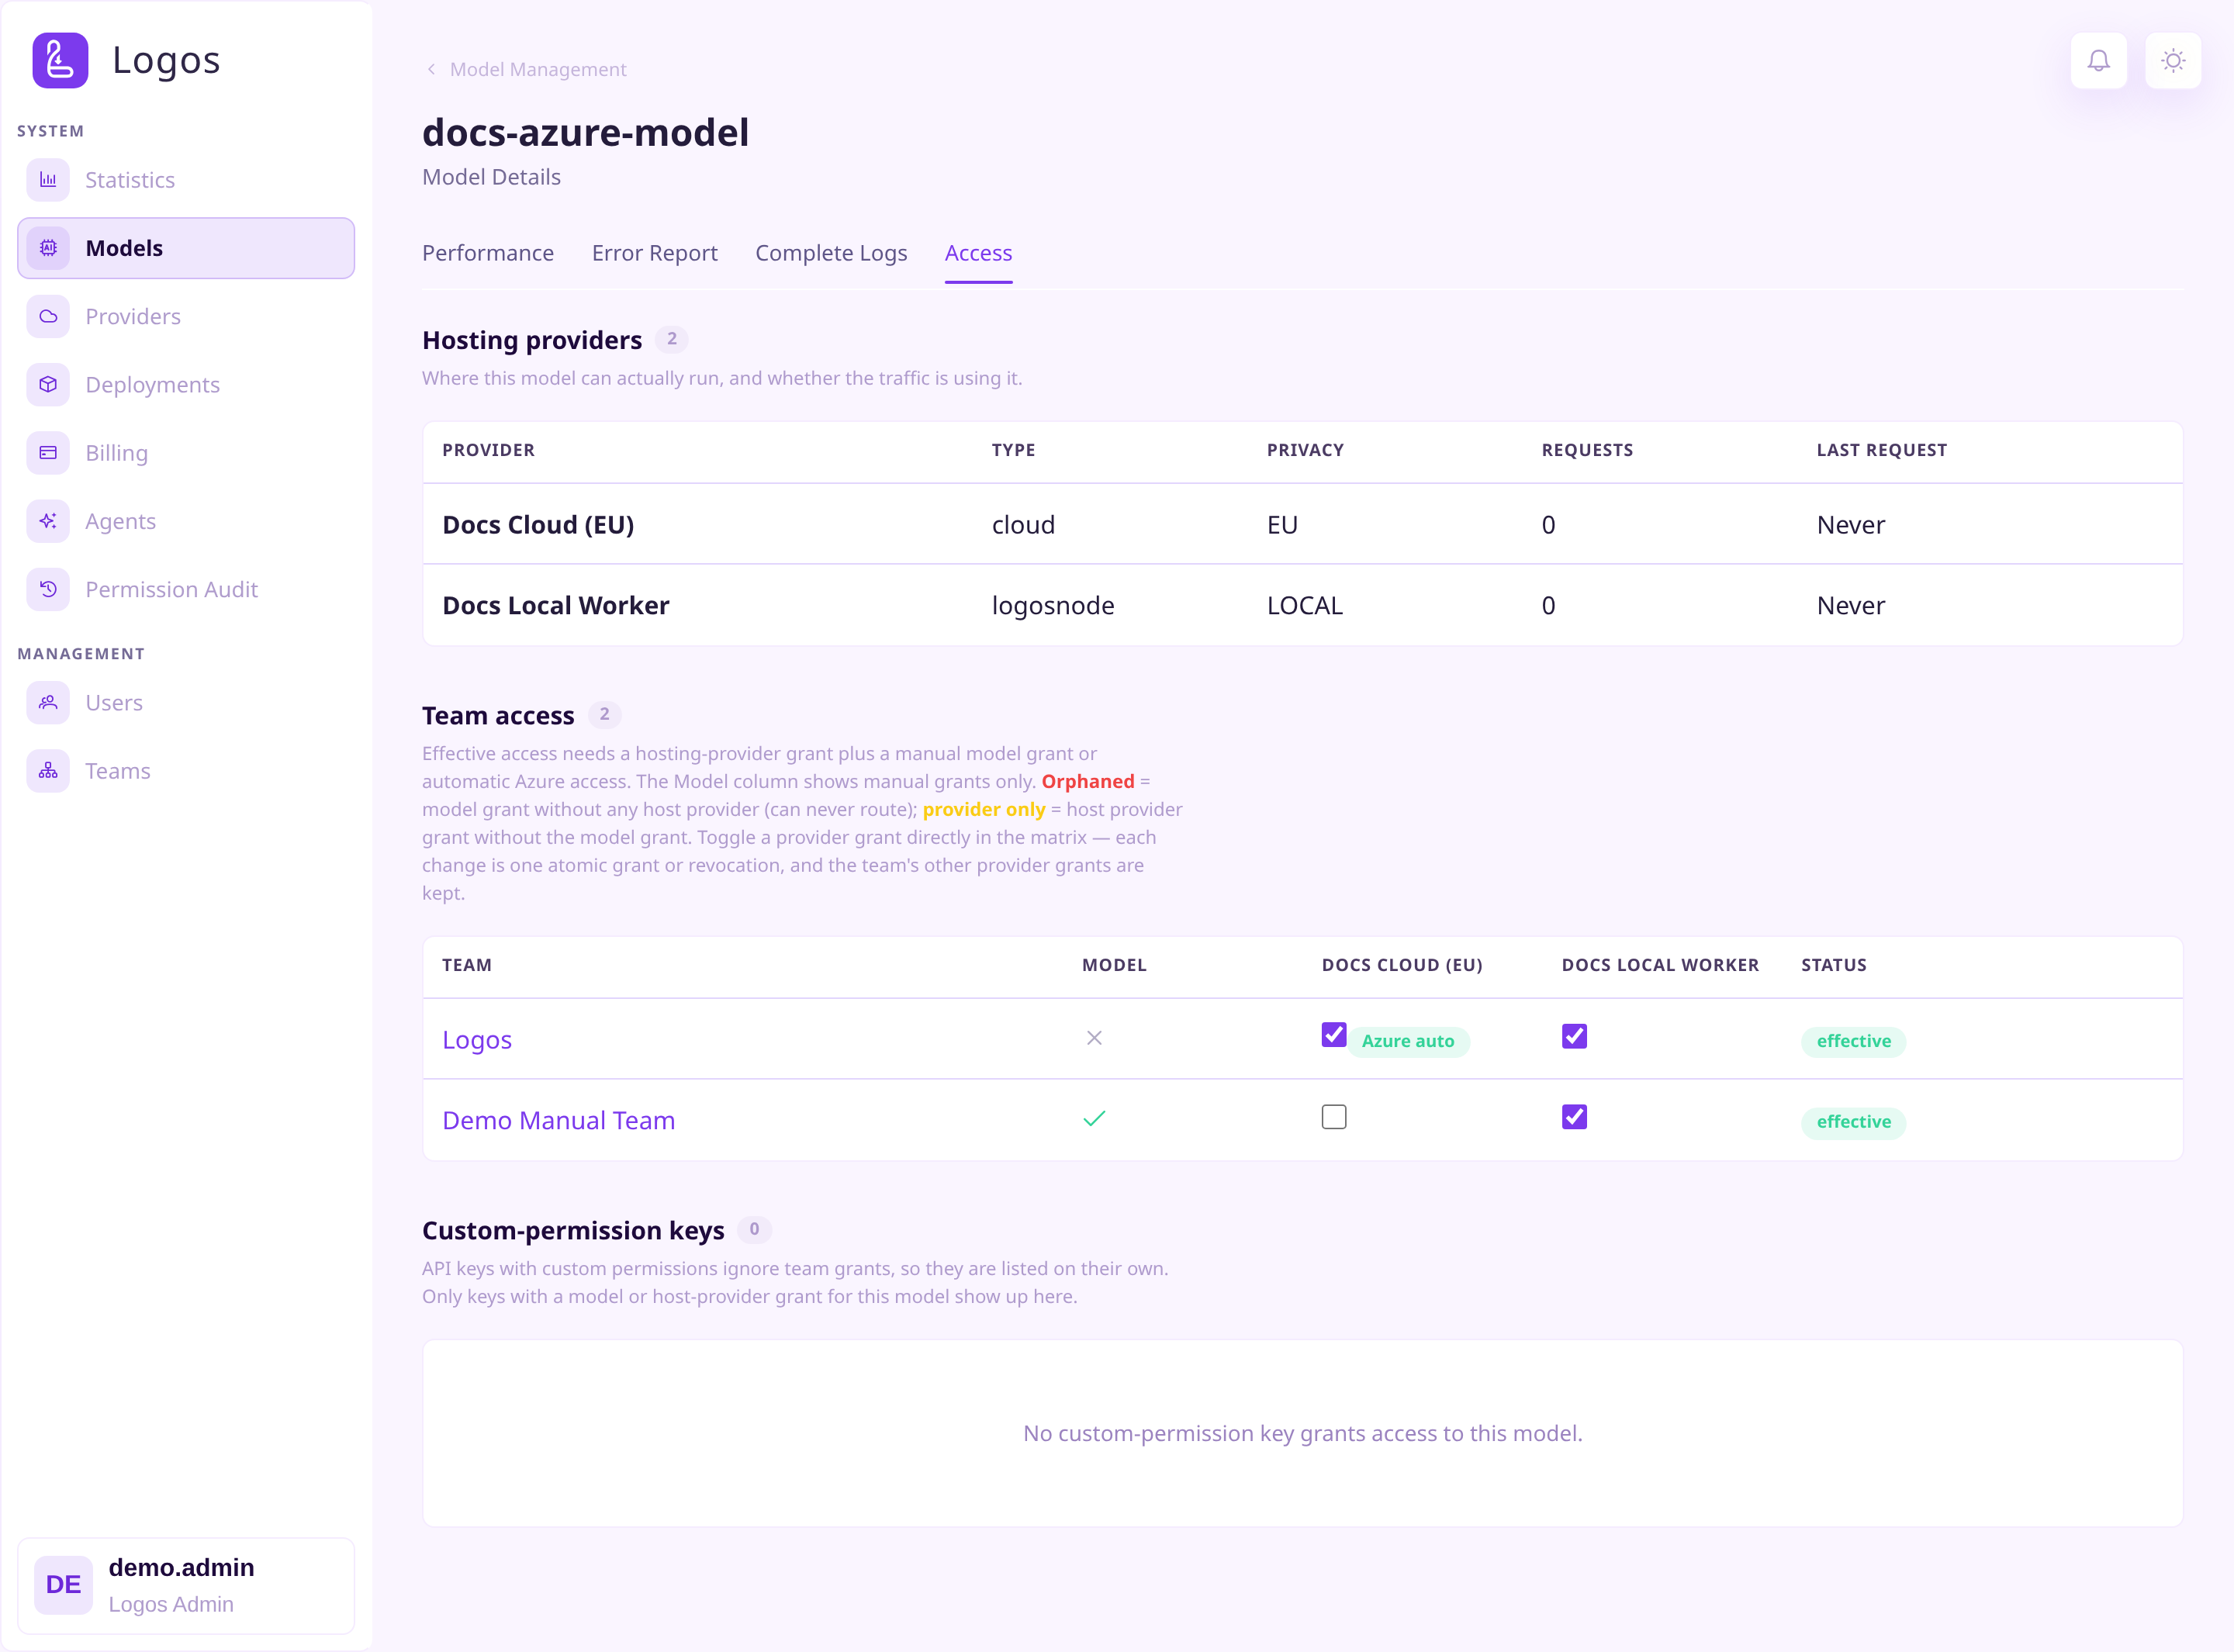 Logos
SYSTEM
Statistics
Models
Providers
Deployments
Billing
Agents
Permission Audit
MANAGEMENT
Users
Teams
DE
demo.admin
Logos Admin
Model Management
docs-azure-model
Model Details
Performance Error Report Complete Logs Access
Hosting providers 2
Where this model can actually run, and whether the traffic is using it.
PROVIDER TYPE PRIVACY REQUESTS LAST REQUEST
Docs Cloud (EU) cloud EU 0 Never
Docs Local Worker logosnode LOCAL 0 Never
Team access 2
Effective access needs a hosting-provider grant plus a manual model grant or
automatic Azure access. The Model column shows manual grants only. Orphaned =
model grant without any host provider (can never route); provider only = host provider
grant without the model grant. Toggle a provider grant directly in the matrix — each
change is one atomic grant or revocation, and the team's other provider grants are
kept.
TEAM MODEL DOCS CLOUD (EU) DOCS LOCAL WORKER STATUS
Logos Azure auto effective
Demo Manual Team effective
Custom-permission keys 0
API keys with custom permissions ignore team grants, so they are listed on their own.
Only keys with a model or host-provider grant for this model show up here.
No custom-permission key grants access to this model.